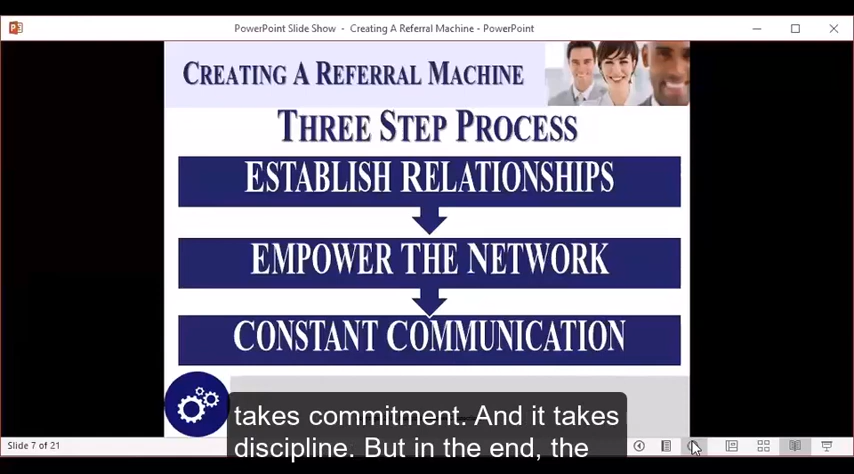 PowerPoint Slide Show - Creating A Referral Machine - PowerPoint
CREATING A REFERRAL MACHINE
THREE STEP PROCESS
ESTABLISH RELATIONSHIPS
EMPOWER THE NETWORK
CONSTANT COMMUNICATION
takes commitment. And it takes
discipline. But in the end, the
Slide 7 of 21